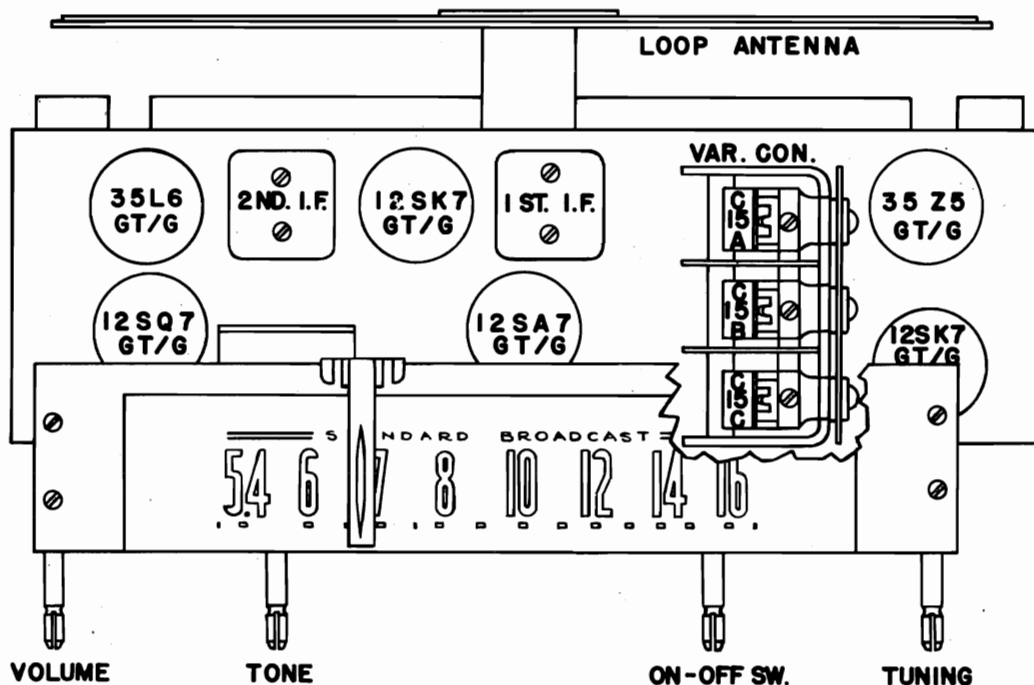 LOOP ANTENNA
VAR. CON.
35L6
GT/G
2ND. I.F.
12SK7
GT/G
1ST. I.F.
C
15
A
35Z5
GT/G
12SQ7
GT/G
12SA7
GT/G
C
15
B
12SK7
GT/G
C
15
C
NDARD BROADCAST
5.4 6 7 8 10 12 14 16
VOLUME
TONE
ON-OFF SW.
TUNING